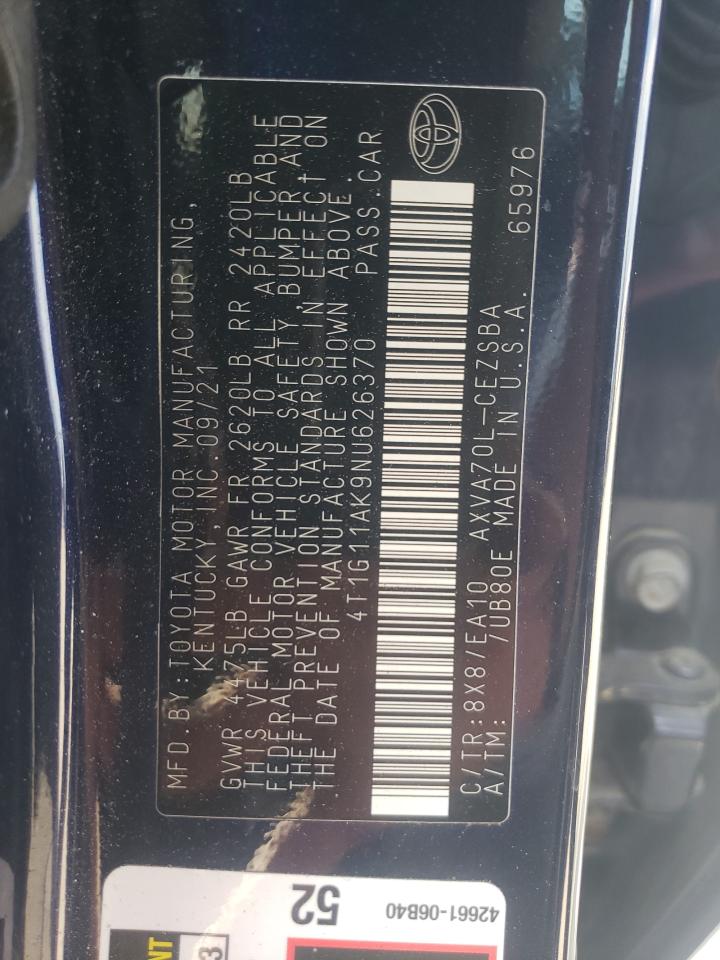 MFD.BY:TOYOTA MOTOR MANUFACTURING,
KENTUCKY,INC.09/21
GVWR 4475LB GAWR FR 2620LB RR 2420LB
THIS VEHICLE CONFORMS TO ALL APPLICABLE
FEDERAL MOTOR VEHICLE SAFETY, BUMPER AND
THEFT PREVENTION STANDARDS IN EFFECT ON
THE DATE OF MANUFACTURE SHOWN ABOVE.
4T1G11AK9NU626370 PASS.CAR
C/TR:8X8/EA10 AXVA70L-CEZSBA
A/TM: /UB80E MADE IN U.S.A. 65976
52
42661-06B40
NT
3